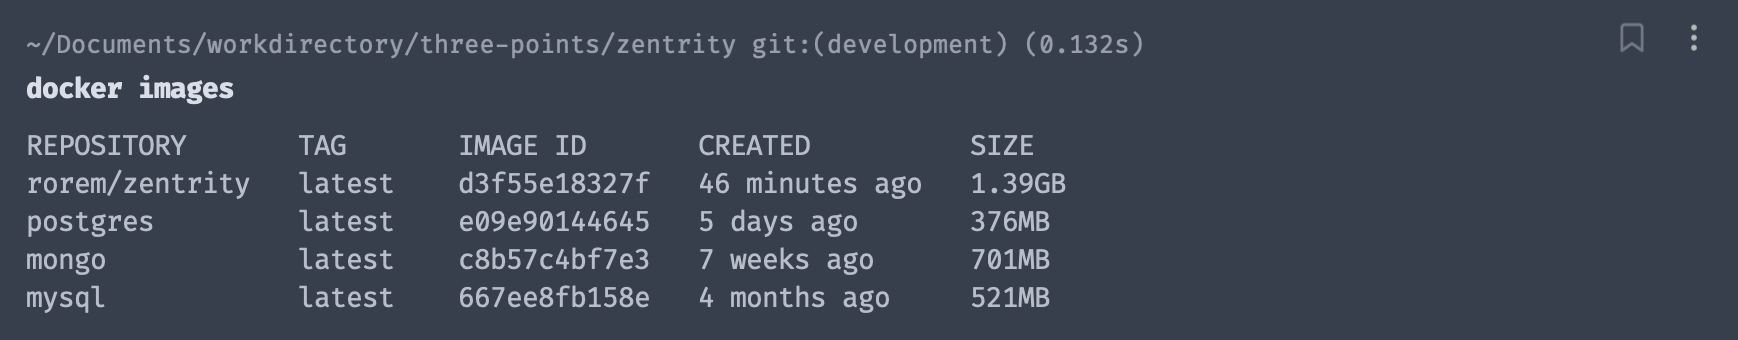 ~/Documents/workdirectory/three-points/zentrity git:(development) (0.132s)
docker images
REPOSITORY TAG IMAGE ID CREATED SIZE
rorem/zentrity latest d3f55e18327f 46 minutes ago 1.39GB
postgres latest e09e90144645 5 days ago 376MB
mongo latest c8b57c4bf7e3 7 weeks ago 701MB
mysql latest 667ee8fb158e 4 months ago 521MB